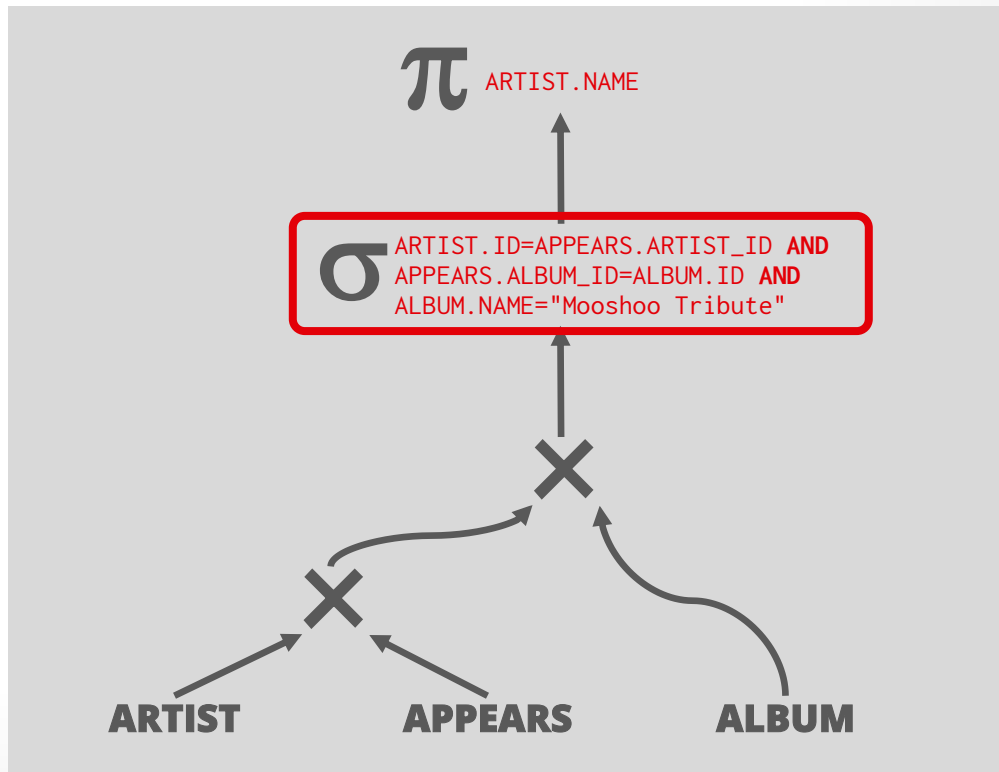 π ARTIST.NAME
σ ARTIST.ID=APPEARS.ARTIST_ID AND
APPEARS.ALBUM_ID=ALBUM.ID AND
ALBUM.NAME="Mooshoo Tribute"
×
×
ARTIST APPEARS ALBUM